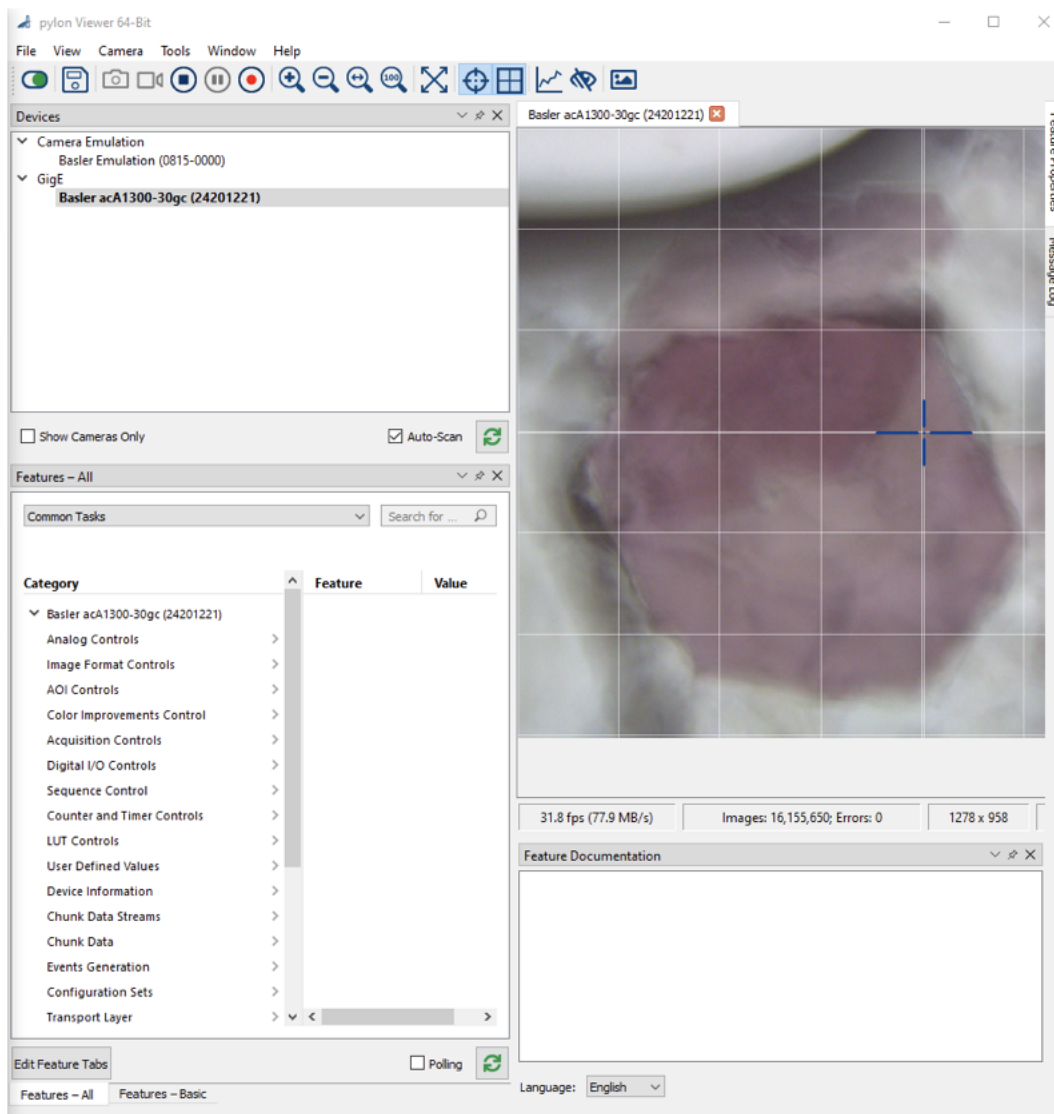 pylon Viewer 64-Bit
File View Camera Tools Window Help
100
Devices
Camera Emulation
Basler Emulation (0815-0000)
GigE
Basler acA1300-30gc (24201221)
Show Cameras Only
Auto-Scan
Features – All
Common Tasks
Search for ...
Category Feature Value
Basler acA1300-30gc (24201221)
Analog Controls
Image Format Controls
AOI Controls
Color Improvements Control
Acquisition Controls
Digital I/O Controls
Sequence Control
Counter and Timer Controls
LUT Controls
User Defined Values
Device Information
Chunk Data Streams
Chunk Data
Events Generation
Configuration Sets
Transport Layer
Edit Feature Tabs
Polling
Features – All Features – Basic
Basler acA1300-30gc (24201221)
31.8 fps (77.9 MB/s) Images: 16,155,650; Errors: 0 1278 x 958
Feature Documentation
Language: English
Feature Properties
Message Log